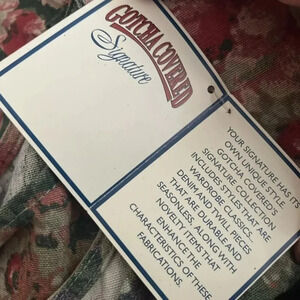 GOTCHA COVERED
Signature
YOUR SIGNATURE HAS ITS
OWN UNIQUE STYLE.
GOTCHA COVERED'S
SIGNATURE COLLECTION
INCLUDES STYLES THAT ARE
WARDROBE CLASSICS.
DENIM AND TWILL PIECES
THAT ARE DURABLE AND
SEASONLESS, ALONG WITH
NOVELTY ITEMS THAT
ENHANCE THE
CHARACTERISTICS OF THESE
FABRICATIONS.